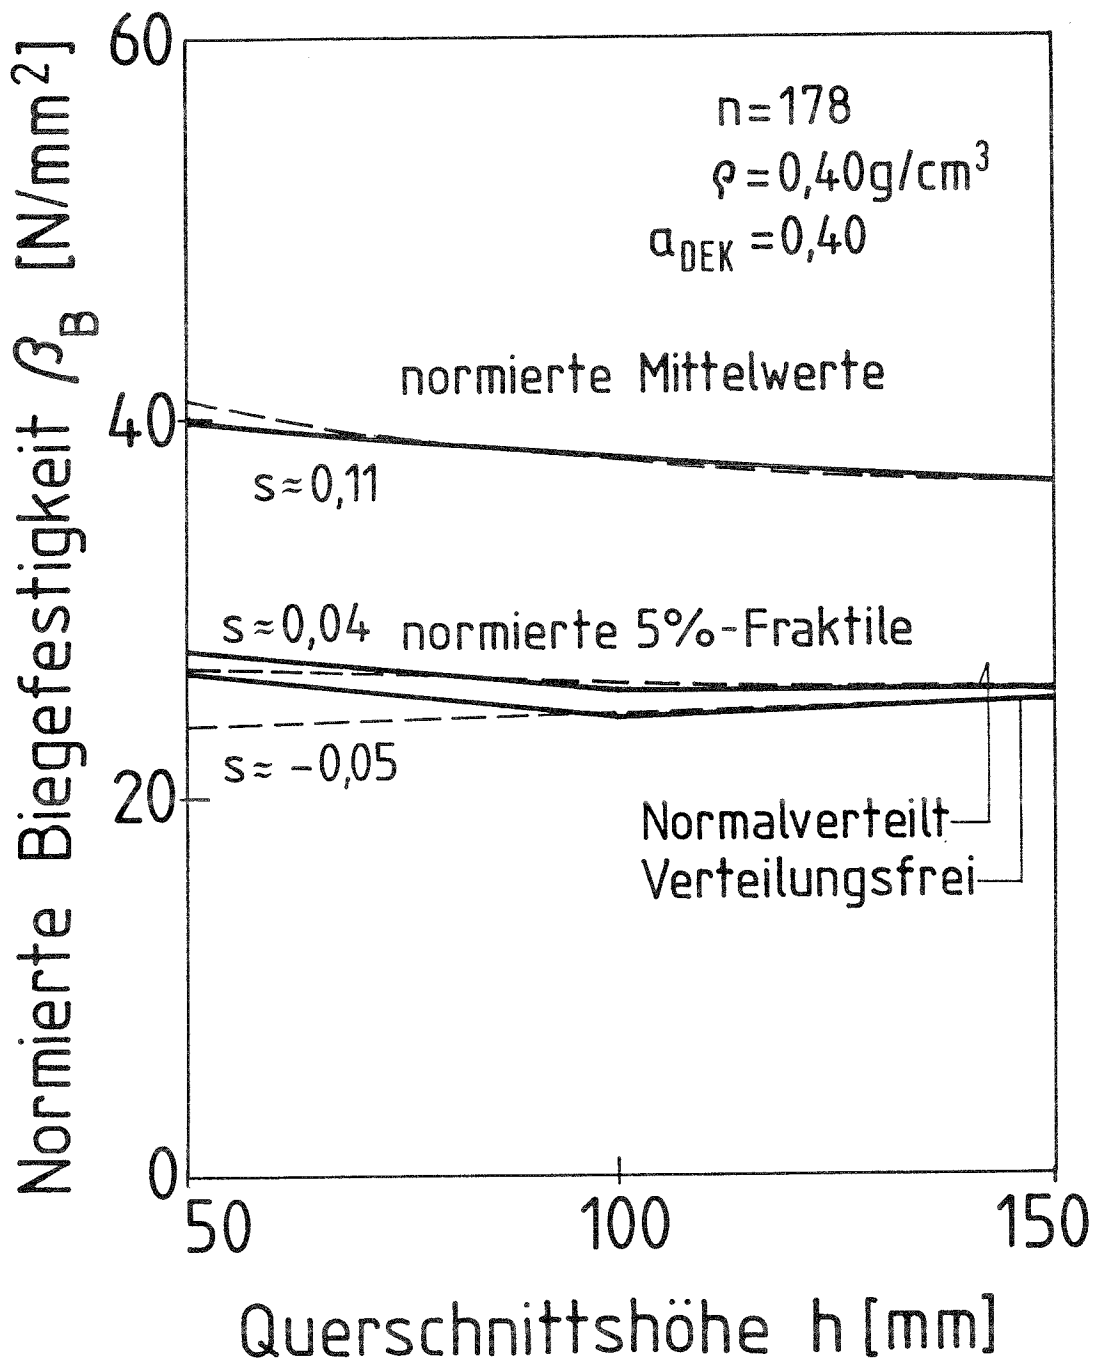 Normierte Biegefestigkeit β_B [N/mm²]
60
n=178
ρ=0,40g/cm³
a_DEK=0,40
normierte Mittelwerte
40
s≈0,11
s≈0,04 normierte 5%-Fraktile
s≈-0,05
20
Normalverteilt
Verteilungsfrei
0
50 100 150
Querschnittshöhe h [mm]